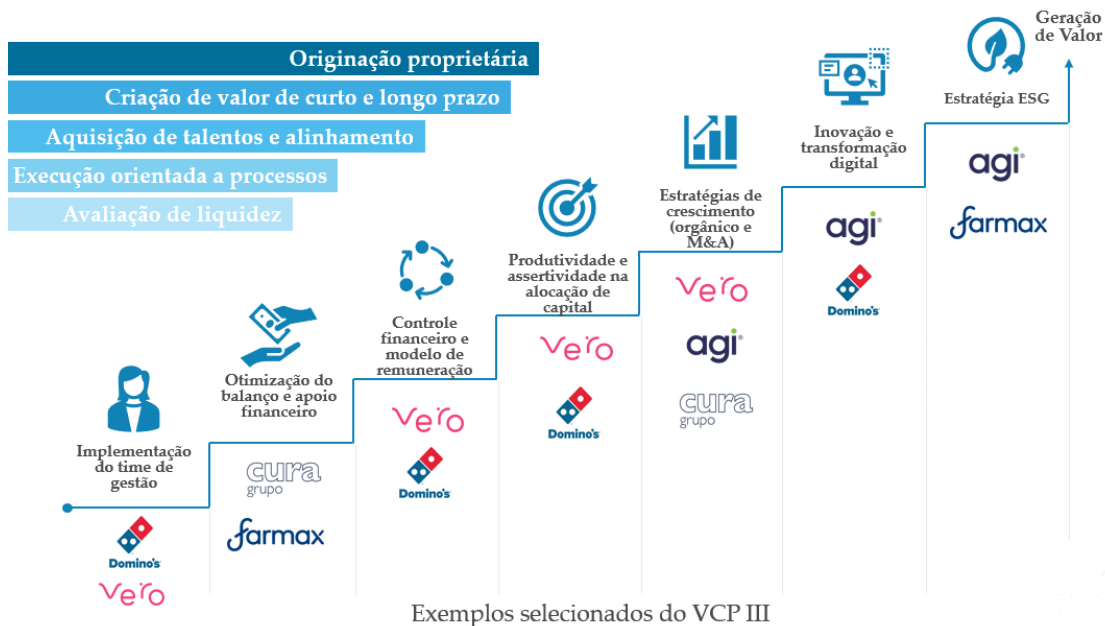 Originação proprietária
Criação de valor de curto e longo prazo
Aquisição de talentos e alinhamento
Execução orientada a processos
Avaliação de liquidez
Implementação
do time de
gestão
Domino's
vero
Otimização do
balanço e apoio
financeiro
cura
grupo
farmax
Controle
financeiro e
modelo de
remuneração
vero
Domino's
Produtividade e
assertividade na
alocação de
capital
vero
Domino's
Estratégias de
crescimento
(orgânico e
M&A)
vero
agi
cura
grupo
Inovação e
transformação
digital
agi
Domino's
Estratégia ESG
agi
farmax
Geração
de Valor
Exemplos selecionados do VCP III